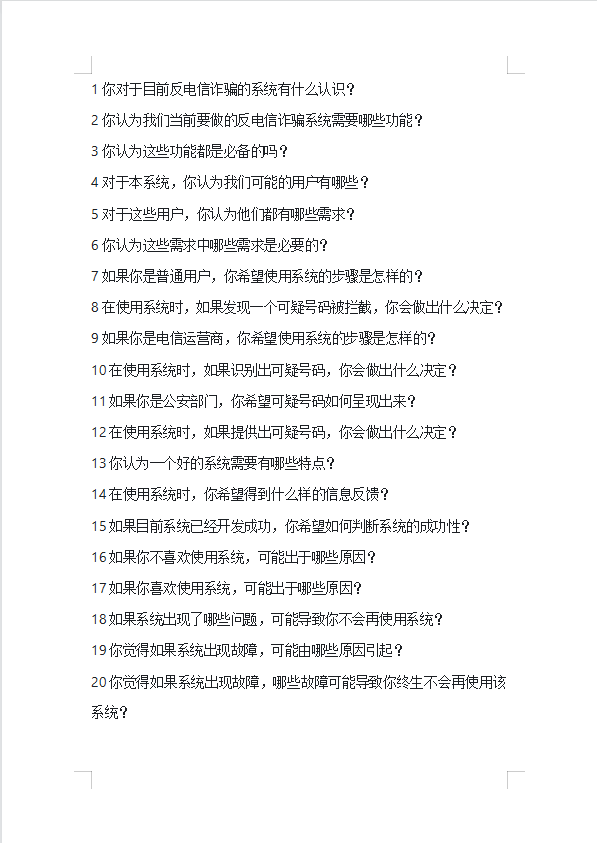 1 你对于目前反电信诈骗的系统有什么认识？
2 你认为我们当前要做的反电信诈骗系统需要哪些功能？
3 你认为这些功能都是必备的吗？
4 对于本系统，你认为我们可能的用户有哪些？
5 对于这些用户，你认为他们都有哪些需求？
6 你认为这些需求中哪些需求是必要的？
7 如果你是普通用户，你希望使用系统的步骤是怎样的？
8 在使用系统时，如果发现一个可疑号码被拦截，你会做出什么决定？
9 如果你是电信运营商，你希望使用系统的步骤是怎样的？
10 在使用系统时，如果识别出可疑号码，你会做出什么决定？
11 如果你是公安部门，你希望可疑号码如何呈现出来？
12 在使用系统时，如果提供出可疑号码，你会做出什么决定？
13 你认为一个好的系统需要有哪些特点？
14 在使用系统时，你希望得到什么样的信息反馈？
15 如果目前系统已经开发成功，你希望如何判断系统的成功性？
16 如果你不喜欢使用系统，可能出于哪些原因？
17 如果你喜欢使用系统，可能出于哪些原因？
18 如果系统出现了哪些问题，可能导致你不会再使用系统？
19 你觉得如果系统出现故障，可能由哪些原因引起？
20 你觉得如果系统出现故障，哪些故障可能导致你终生不会再使用该
系统？